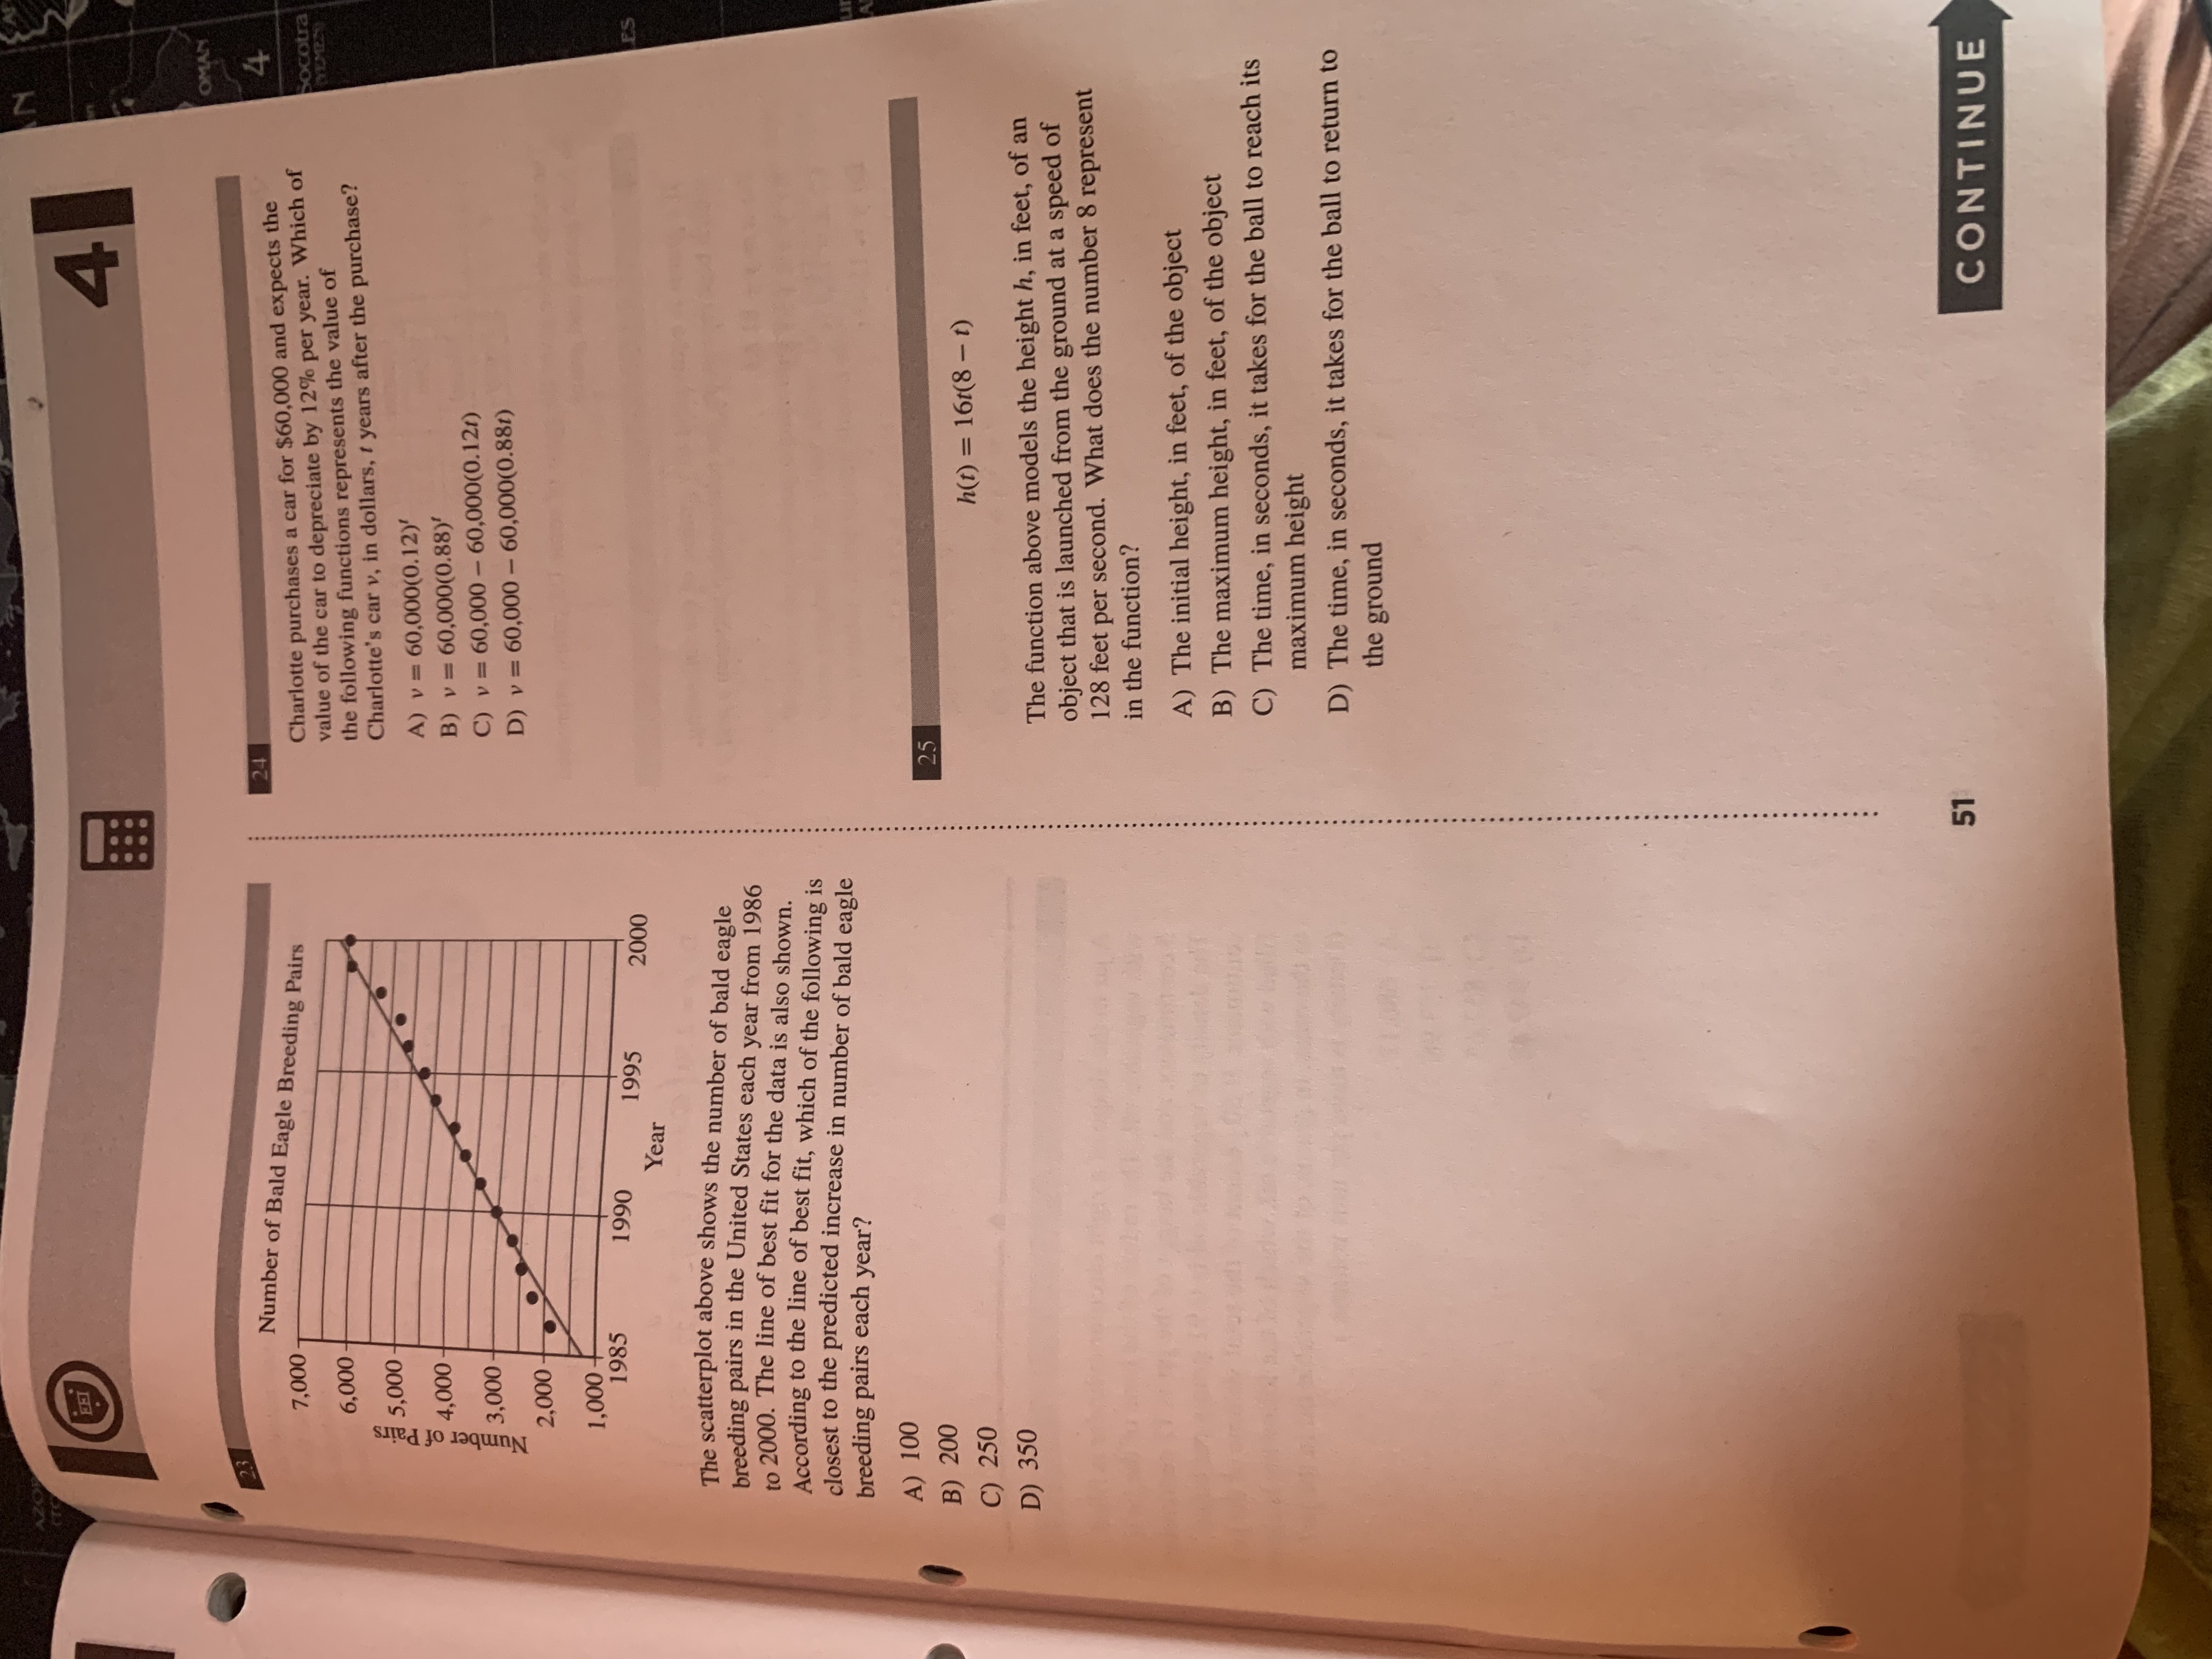 EEI
4
23
Number of Bald Eagle Breeding Pairs
7,000
6,000
5,000
4,000
3,000
2,000
1,000
Number of Pairs
1985
1990
1995
2000
Year
The scatterplot above shows the number of bald eagle
breeding pairs in the United States each year from 1986
to 2000. The line of best fit for the data is also shown.
According to the line of best fit, which of the following is
closest to the predicted increase in number of bald eagle
breeding pairs each year?
A) 100
B) 200
C) 250
D) 350
24
Charlotte purchases a car for $60,000 and expects the
value of the car to depreciate by 12% per year. Which of
the following functions represents the value of
Charlotte's car v, in dollars, t years after the purchase?
A) v = 60,000(0.12)ᵗ
B) v = 60,000(0.88)ᵗ
C) v = 60,000 – 60,000(0.12t)
D) v = 60,000 – 60,000(0.88t)
25
h(t) = 16t(8 – t)
The function above models the height h, in feet, of an
object that is launched from the ground at a speed of
128 feet per second. What does the number 8 represent
in the function?
A) The initial height, in feet, of the object
B) The maximum height, in feet, of the object
C) The time, in seconds, it takes for the ball to reach its
maximum height
D) The time, in seconds, it takes for the ball to return to
the ground
51
CONTINUE
OMAN
4
Socotra
(YEMEN)